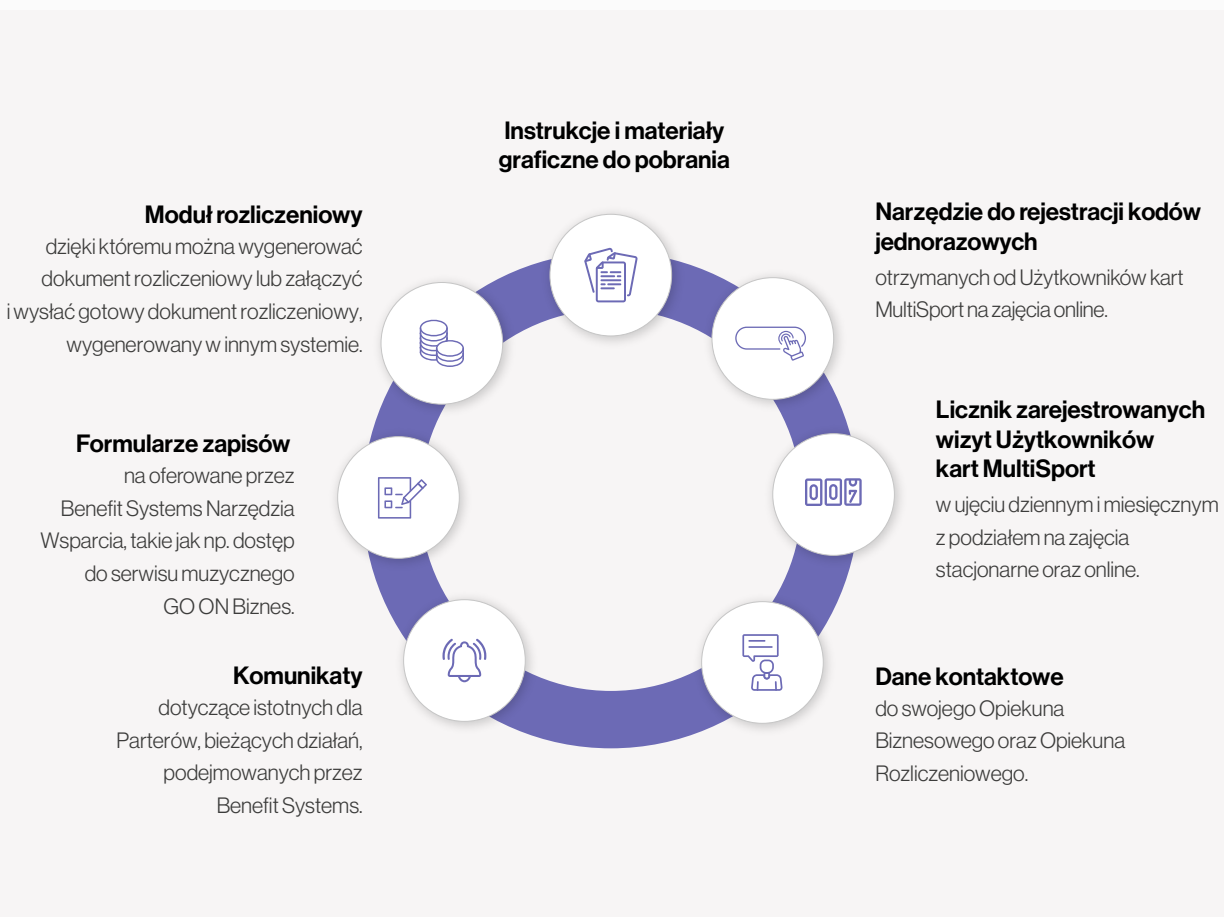 Instrukcje i materiały
graficzne do pobrania
Moduł rozliczeniowy
dzięki któremu można wygenerować
dokument rozliczeniowy lub załączyć
i wysłać gotowy dokument rozliczeniowy,
wygenerowany w innym systemie.
Narzędzie do rejestracji kodów
jednorazowych
otrzymanych od Użytkowników kart
MultiSport na zajęcia online.
Formularze zapisów
na oferowane przez
Benefit Systems Narzędzia
Wsparcia, takie jak np. dostęp
do serwisu muzycznego
GO ON Biznes.
Licznik zarejestrowanych
wizyt Użytkowników
kart MultiSport
w ujęciu dziennym i miesięcznym
z podziałem na zajęcia
stacjonarne oraz online.
007
Komunikaty
dotyczące istotnych dla
Parterów, bieżących działań,
podejmowanych przez
Benefit Systems.
Dane kontaktowe
do swojego Opiekuna
Biznesowego oraz Opiekuna
Rozliczeniowego.